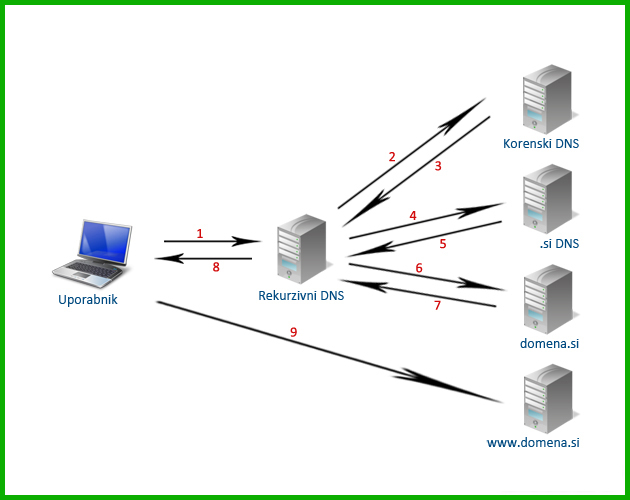 Korenski DNS
2
3
.si DNS
4
1
5
8
6
Uporabnik
Rekurzivni DNS
7
9
domena.si
www.domena.si